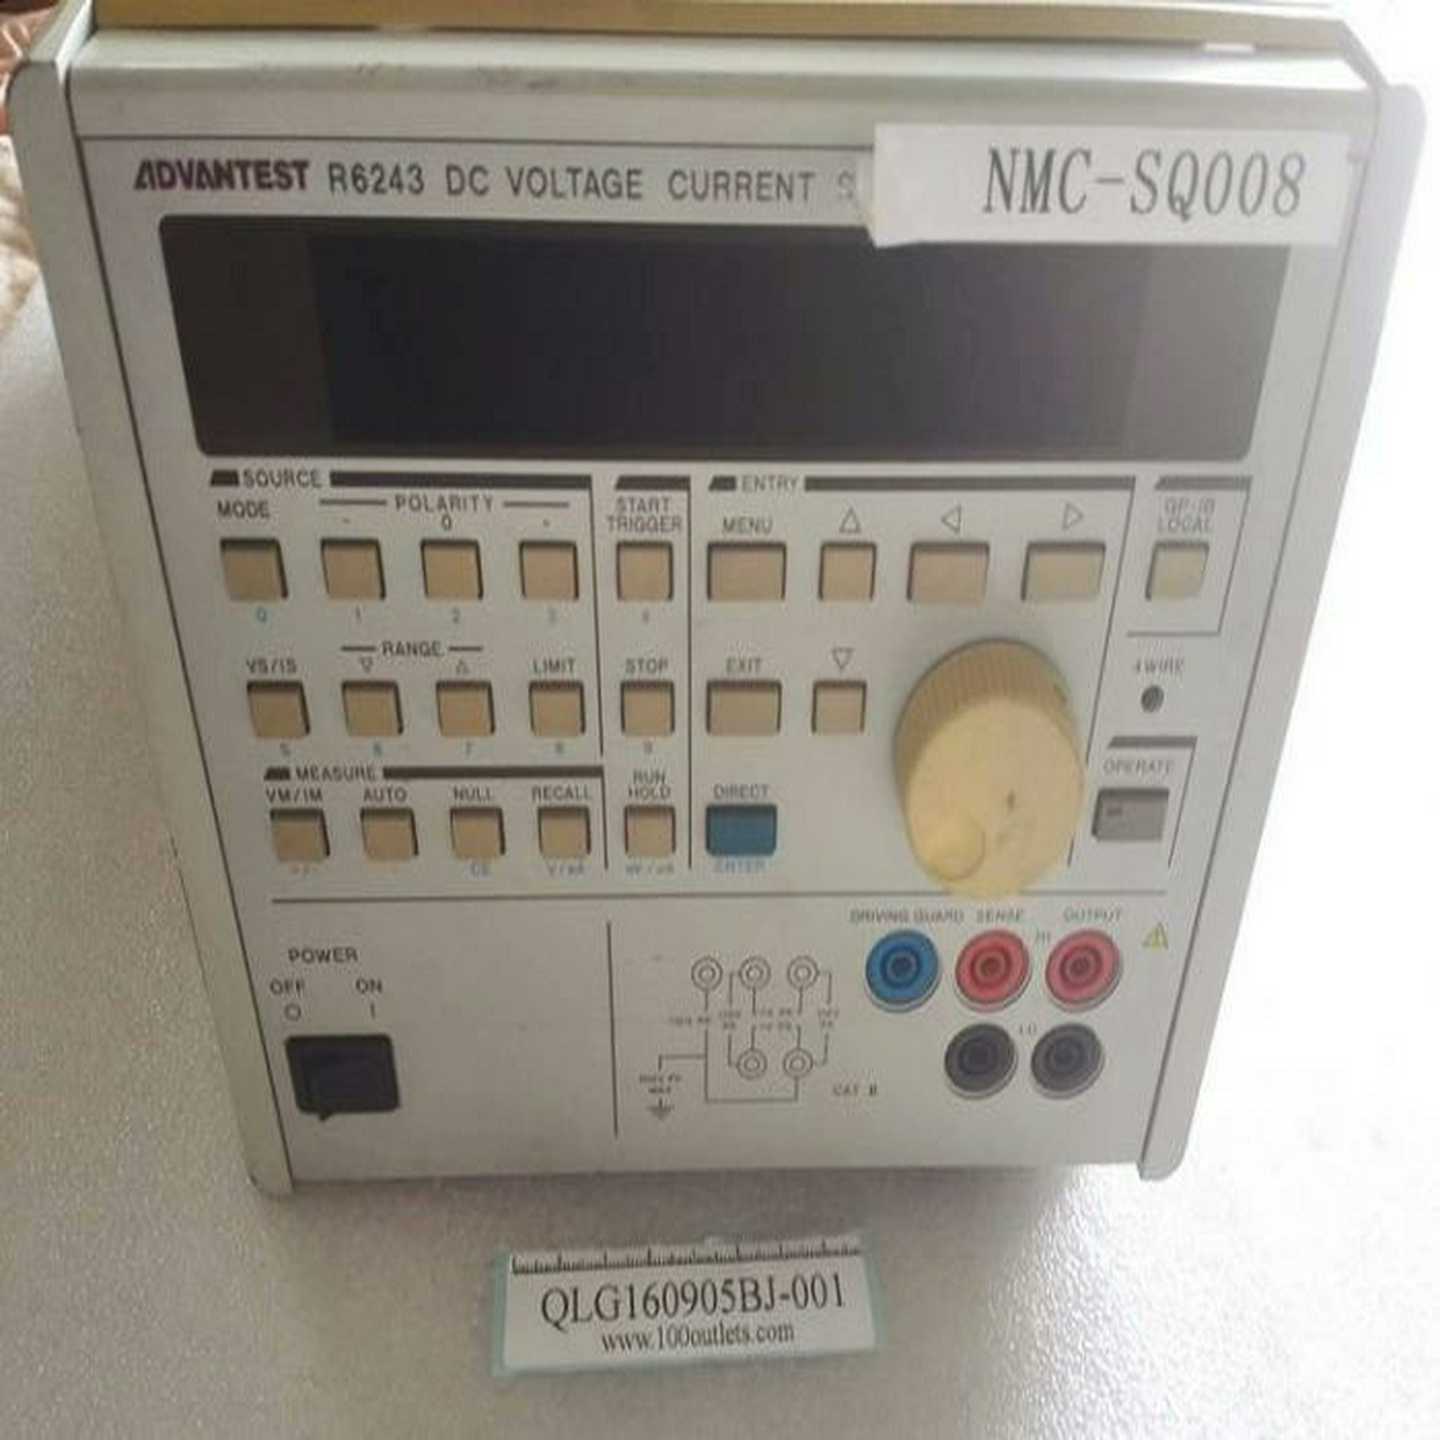 ADVANTEST R6243 DC VOLTAGE CURRENT S
NMC-SQ008
SOURCE
ENTRY
MODE
POLARITY
START
TRIGGER
MENU
GP-IB
LOCAL
- 0 +
0 1 2 3 4
VS/IS
RANGE
LIMIT
STOP
EXIT
4 WIRE
5 6 7 8 9
MEASURE
RUN
HOLD
OPERATE
VM/IM AUTO NULL RECALL
DIRECT
CE
ENTER
POWER
OFF ON
DRIVING GUARD SENSE OUTPUT
HI
LO
CAT
QLG160905BJ-001
www.100outlets.com